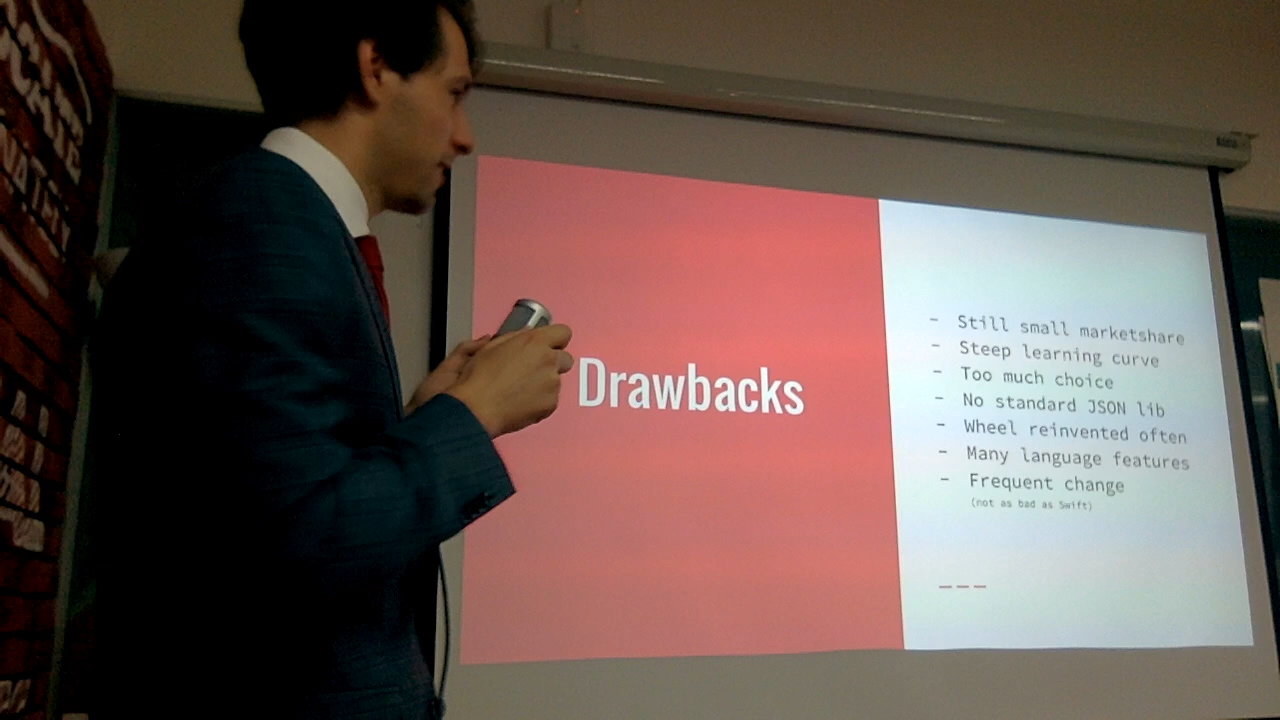 Drawbacks
- Still small marketshare
- Steep learning curve
- Too much choice
- No standard JSON lib
- Wheel reinvented often
- Many language features
- Frequent change
(not as bad as Swift)